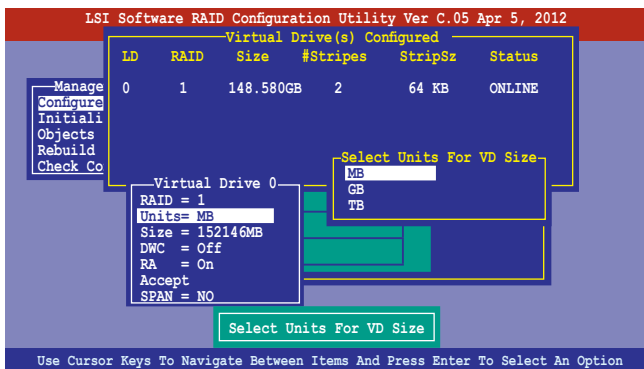 LSI Software RAID Configuration Utility Ver C.05 Apr 5, 2012
Virtual Drive(s) Configured
LD RAID Size #Stripes StripSz Status
0 1 148.580GB 2 64 KB ONLINE
Manage
Configure
Initiali
Objects
Rebuild
Check Co
Select Units For VD Size
MB
GB
TB
Virtual Drive 0
RAID = 1
Units= MB
Size = 152146MB
DWC = Off
RA = On
Accept
SPAN = NO
Select Units For VD Size
Use Cursor Keys To Navigate Between Items And Press Enter To Select An Option